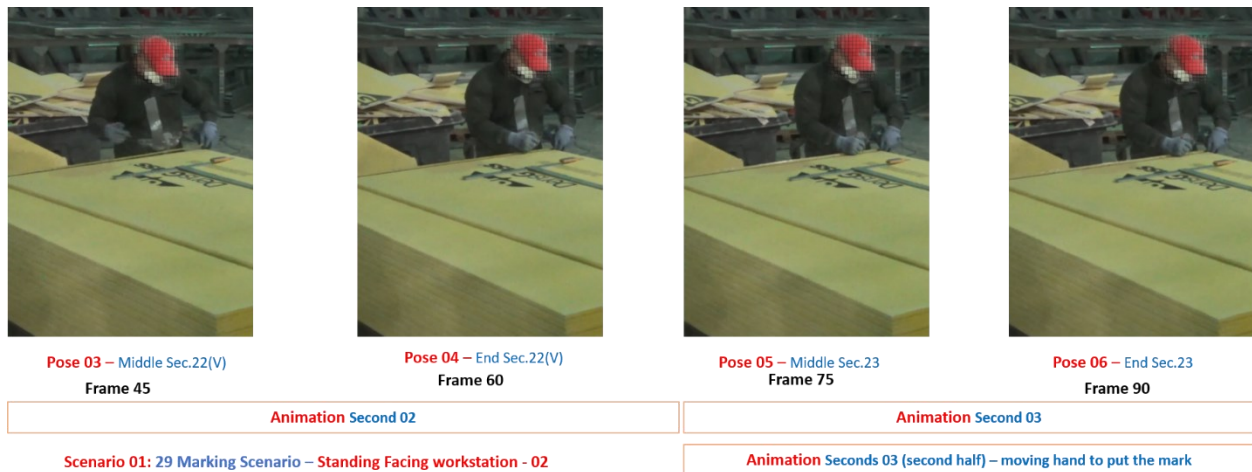 Pose 03 – Middle Sec.22(V)
Frame 45
Pose 04 – End Sec.22(V)
Frame 60
Pose 05 – Middle Sec.23
Frame 75
Pose 06 – End Sec.23
Frame 90
Animation Second 02
Animation Second 03
Scenario 01: 29 Marking Scenario – Standing Facing workstation - 02
Animation Seconds 03 (second half) – moving hand to put the mark